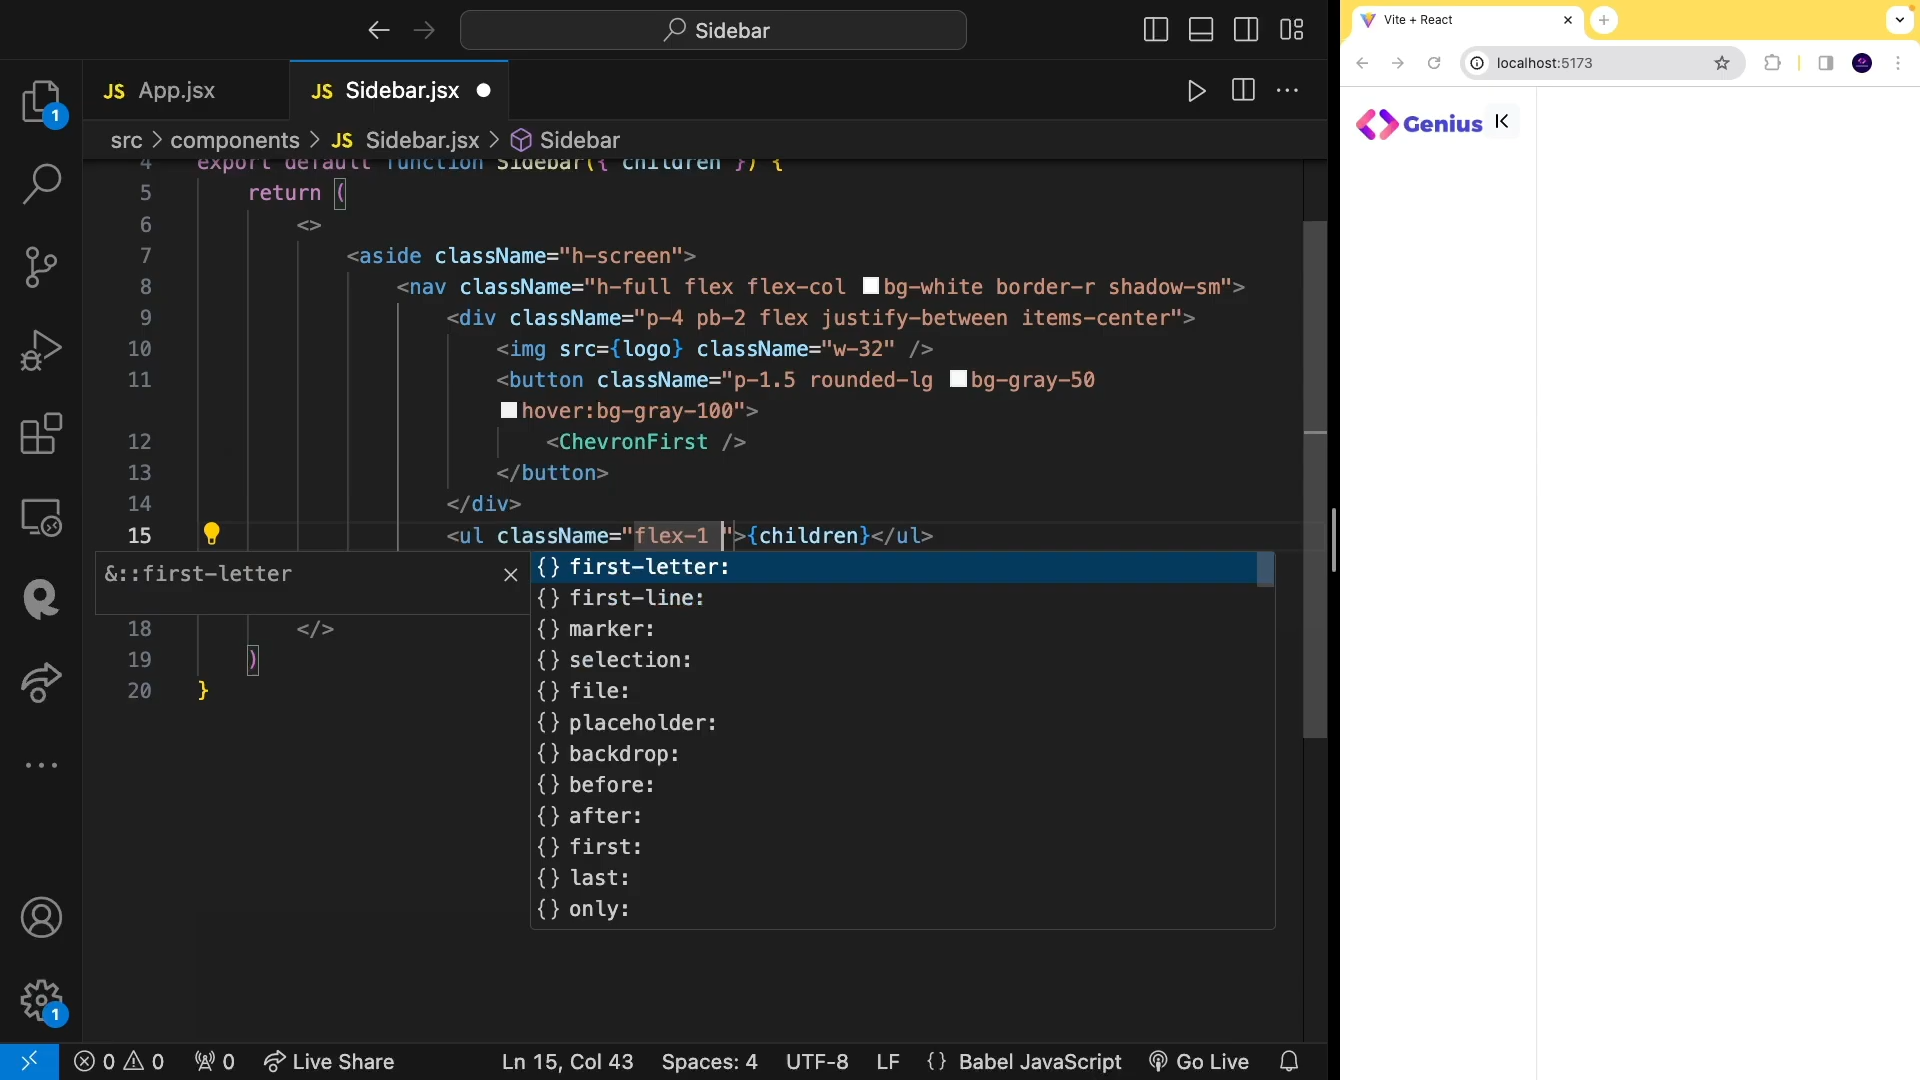 Sidebar
JS App.jsx
JS Sidebar.jsx
src > components > JS Sidebar.jsx > Sidebar
1
4 export default function Sidebar({ children }) {
5 return (
6 <>
7 <aside className="h-screen">
8 <nav className="h-full flex flex-col bg-white border-r shadow-sm">
9 <div className="p-4 pb-2 flex justify-between items-center">
10 <img src={logo} className="w-32" />
11 <button className="p-1.5 rounded-lg bg-gray-50
hover:bg-gray-100">
12 <ChevronFirst />
13 </button>
14 </div>
15 <ul className="flex-1 ">{children}</ul>
&::first-letter
{} first-letter:
{} first-line:
{} marker:
{} selection:
{} file:
{} placeholder:
{} backdrop:
{} before:
{} after:
{} first:
{} last:
{} only:
18 </>
19 )
20 }
1
0 0 0 Live Share Ln 15, Col 43 Spaces: 4 UTF-8 LF {} Babel JavaScript Go Live
Vite + React
localhost:5173
Genius